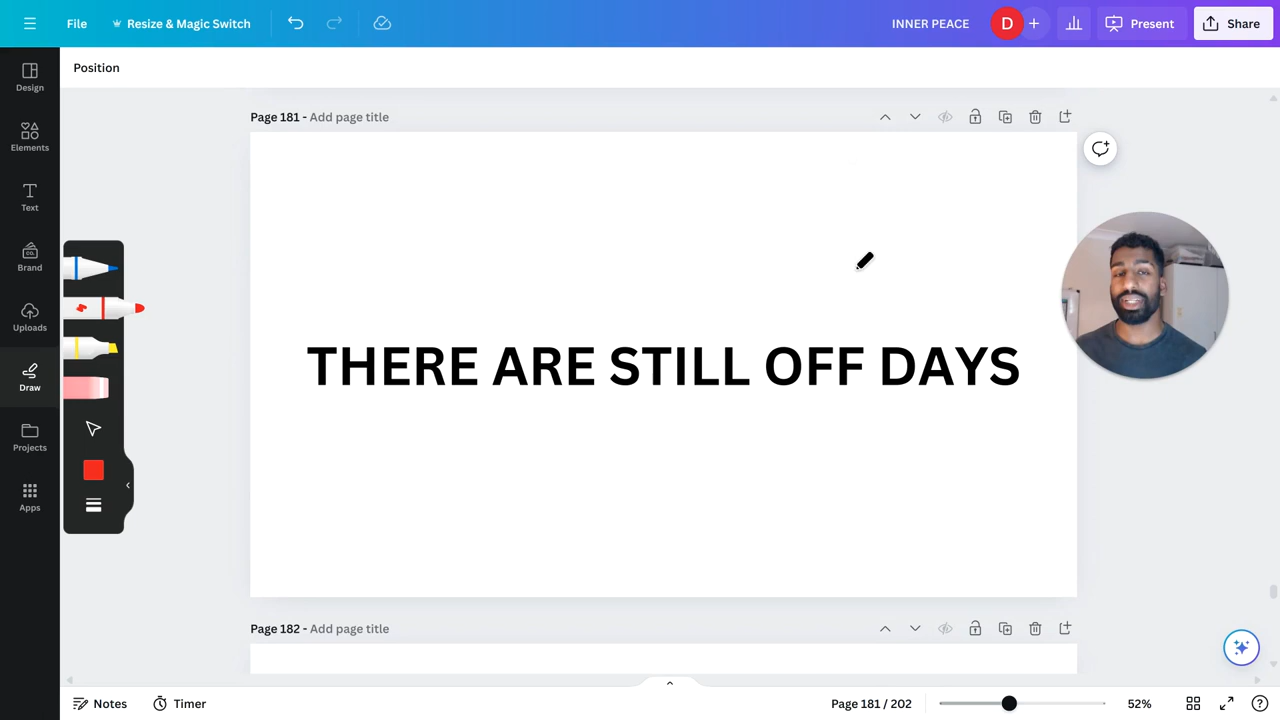 File
Resize & Magic Switch
INNER PEACE
D
Present
Share
Position
Design
Elements
Text
CO.
Brand
Uploads
Draw
Projects
Apps
Page 181 - Add page title
THERE ARE STILL OFF DAYS
Page 182 - Add page title
Notes
Timer
Page 181 / 202
52%